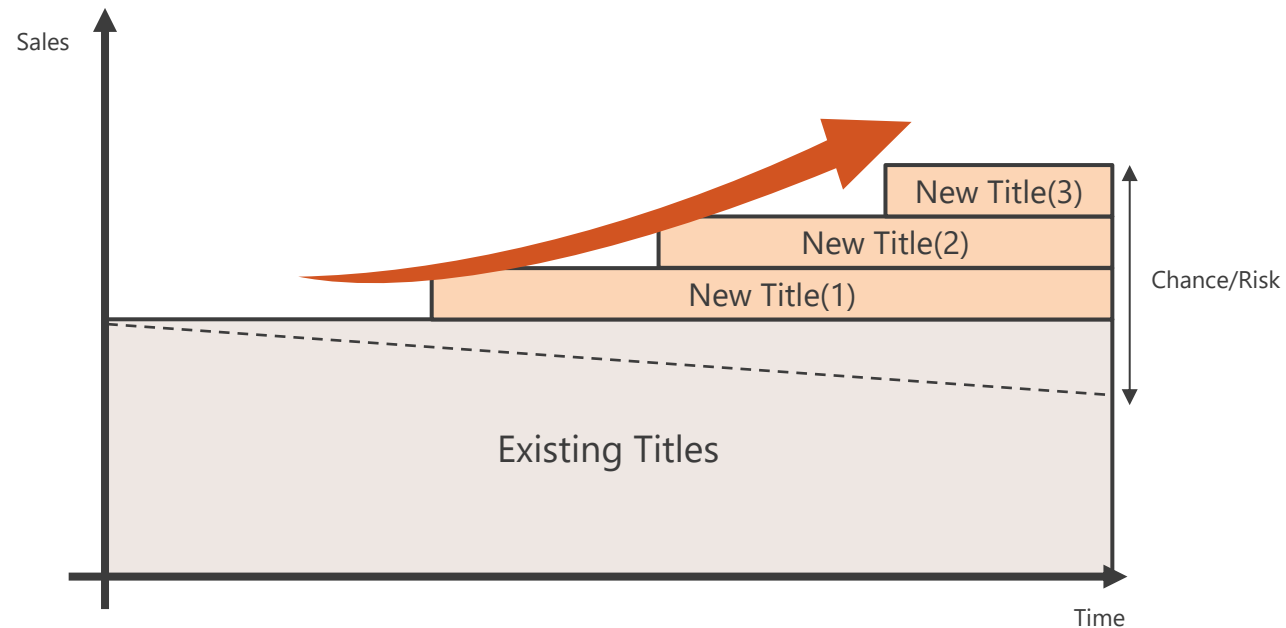 Sales
New Title(3)
New Title(2)
Chance/Risk
New Title(1)
Existing Titles
Time